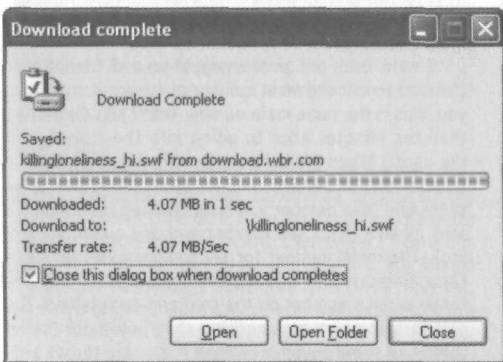 Download complete
Download Complete
Saved:
killingloneliness_hi.swf from download.wbr.com
Downloaded: 4.07 MB in 1 sec
Download to: \killingloneliness_hi.swf
Transfer rate: 4.07 MB/Sec
Close this dialog box when download completes
Open Open Folder Close